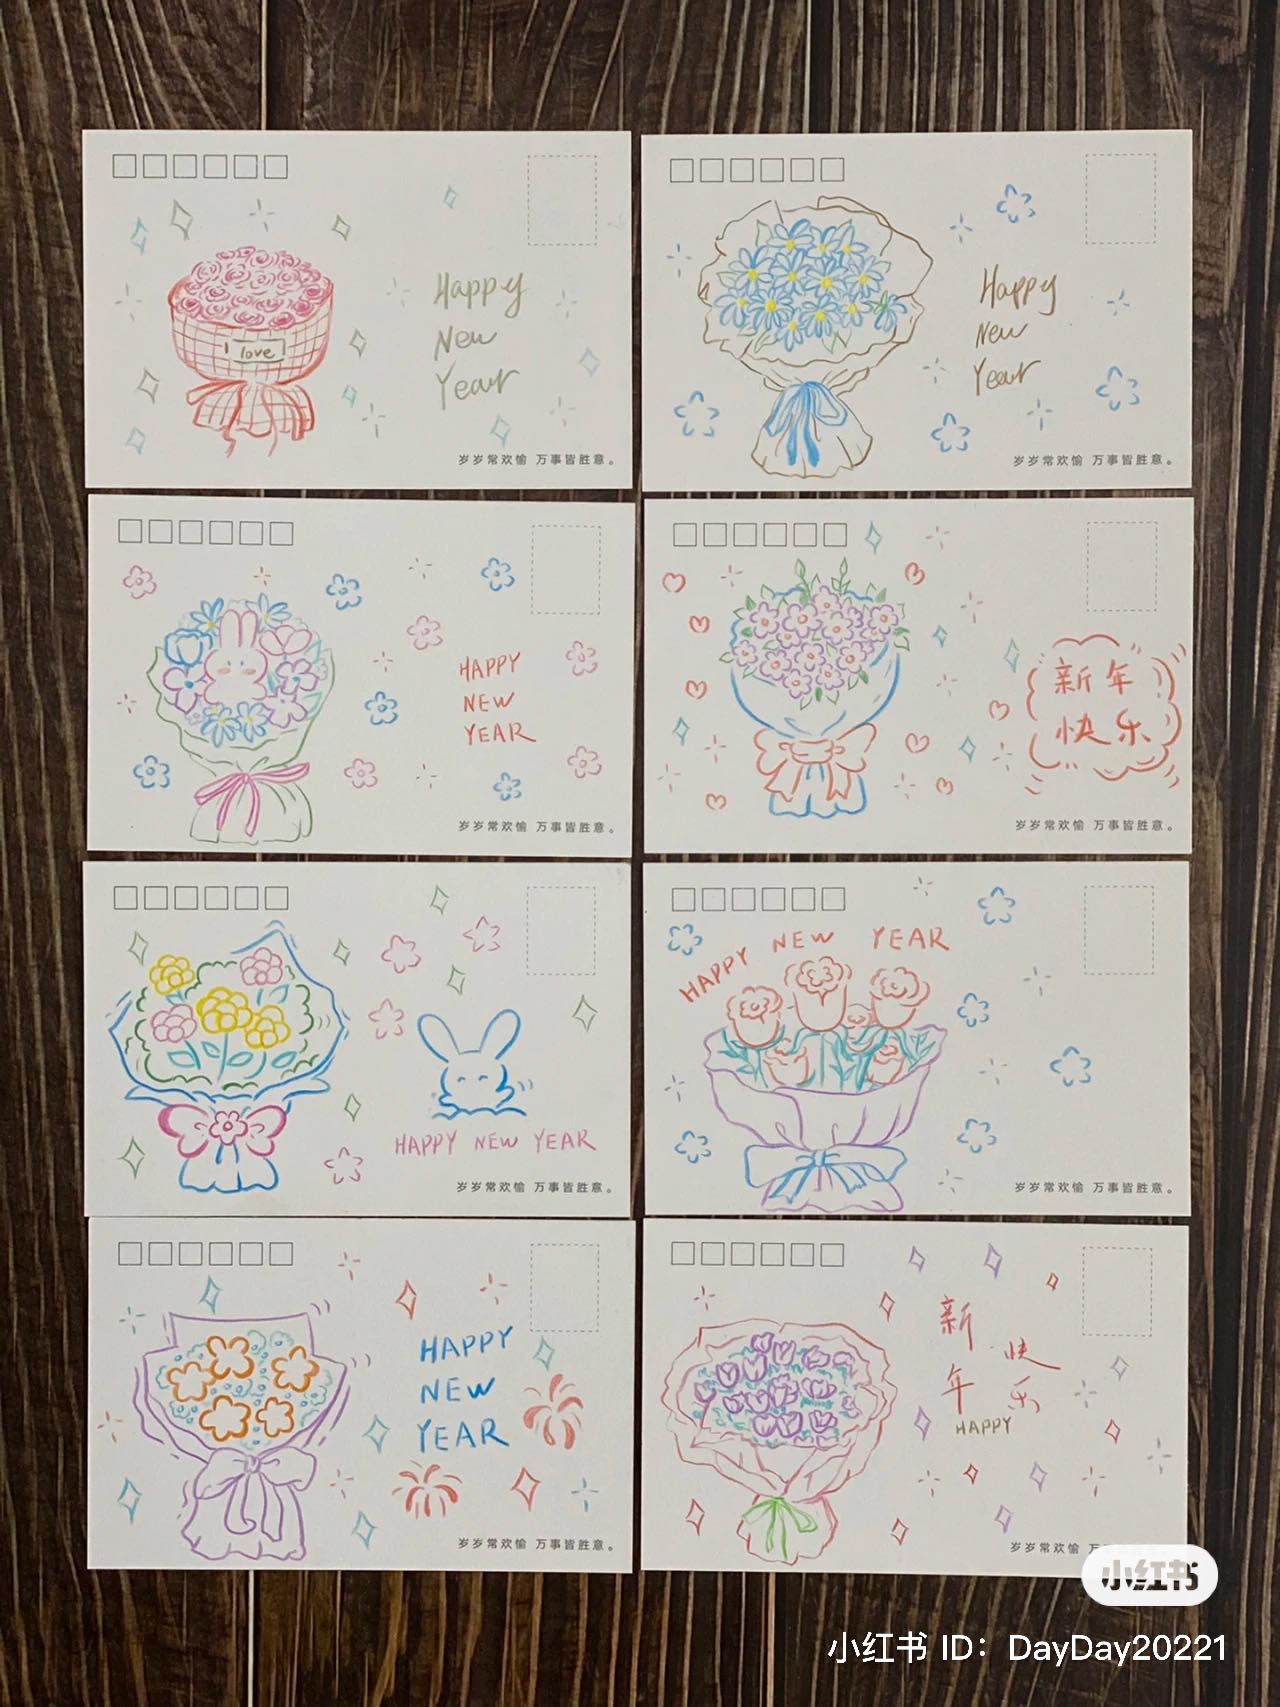 love
Happy
New
Year
岁岁常欢愉 万事皆胜意。
Happy
New
Year
岁岁常欢愉 万事皆胜意。
HAPPY
NEW
YEAR
岁岁常欢愉 万事皆胜意。
新年
快乐
岁岁常欢愉 万事皆胜意。
HAPPY NEW YEAR
岁岁常欢愉 万事皆胜意。
HAPPY NEW YEAR
岁岁常欢愉 万事皆胜意。
HAPPY
NEW
YEAR
岁岁常欢愉 万事皆胜意。
新年
快乐
HAPPY
岁岁常欢愉 万
小红书
小红书 ID：DayDay20221